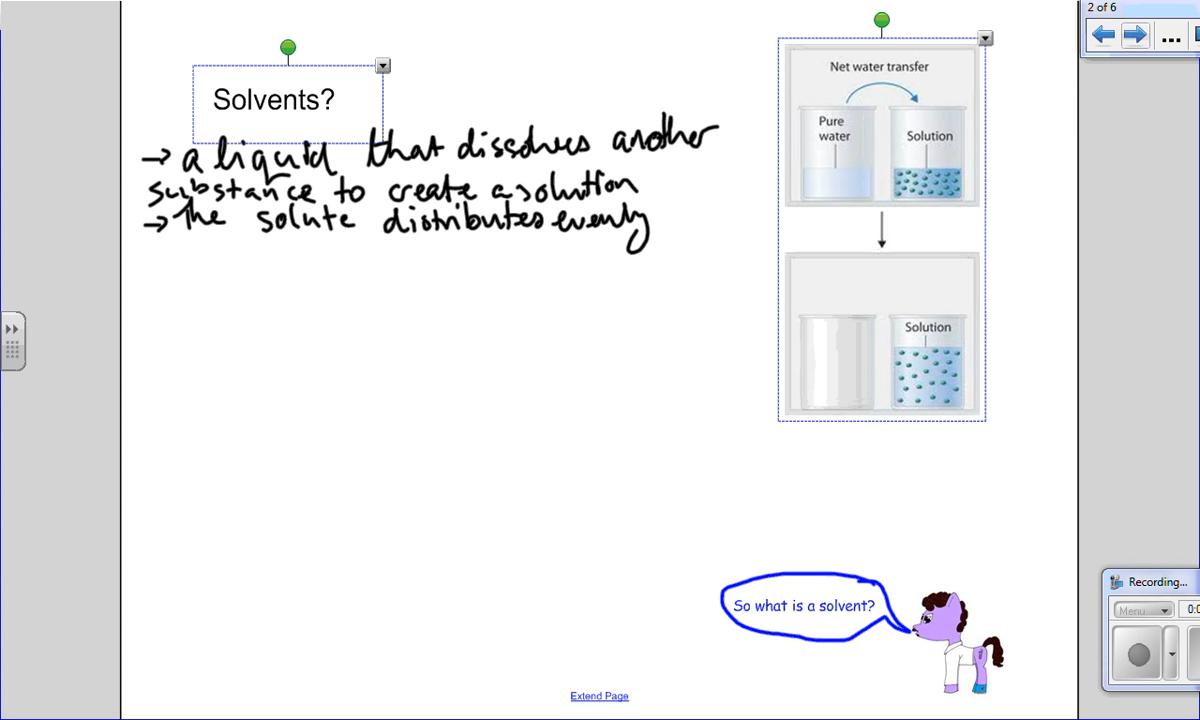 2 of 6
Solvents?
→ a liquid that dissolves another
substance to create a solution
→ The solute distributes evenly
Net water transfer
Pure
water
Solution
Solution
So what is a solvent?
Extend Page
Recording...
Menu